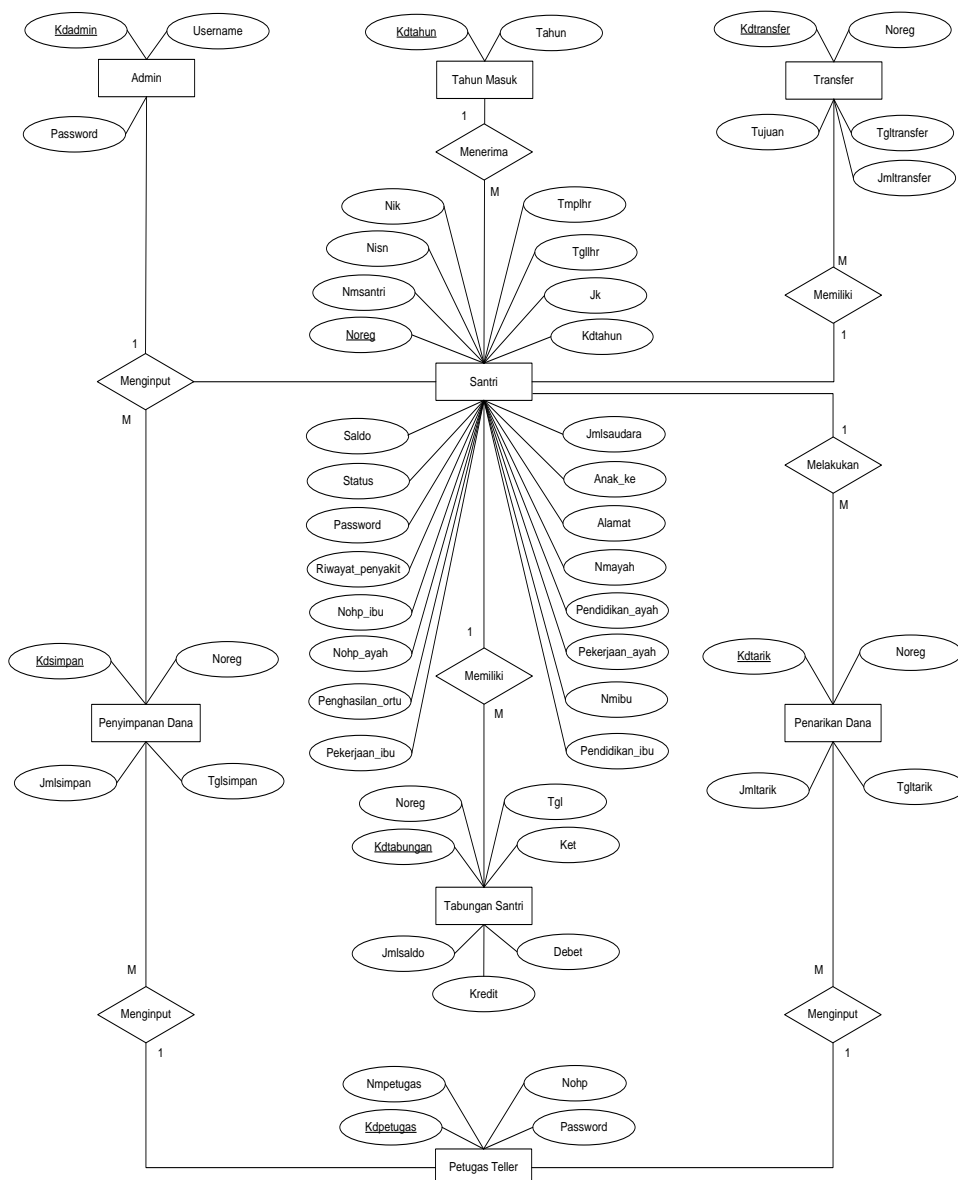 Kdadmin
Username
Kdtahun
Tahun
Kdtransfer
Noreg
Admin
Tahun Masuk
Transfer
Password
1
Menerima
M
Tujuan
Tgltransfer
Jmltransfer
Nik
Tmplhr
Nisn
Tgllhr
M
Nmsantri
Jk
Memiliki
Noreg
Kdtahun
1
1
Menginput
M
Santri
Saldo
Jmlsaudara
1
Status
Anak_ke
Melakukan
M
Password
Alamat
Riwayat_penyakit
Nmayah
Nohp_ibu
Pendidikan_ayah
1
Nohp_ayah
Pekerjaan_ayah
Kdsimpan
Noreg
Memiliki
Kdtarik
Noreg
Penghasilan_ortu
Nmibu
M
Penyimpanan Dana
Penarikan Dana
Pekerjaan_ibu
Pendidikan_ibu
Jmlsimpan
Tglsimpan
Jmltarik
Tgltarik
Noreg
Tgl
Kdtabungan
Ket
Tabungan Santri
Jmlsaldo
Debet
Kredit
M
M
Menginput
Menginput
1
1
Nmpetugas
Nohp
Kdpetugas
Password
Petugas Teller